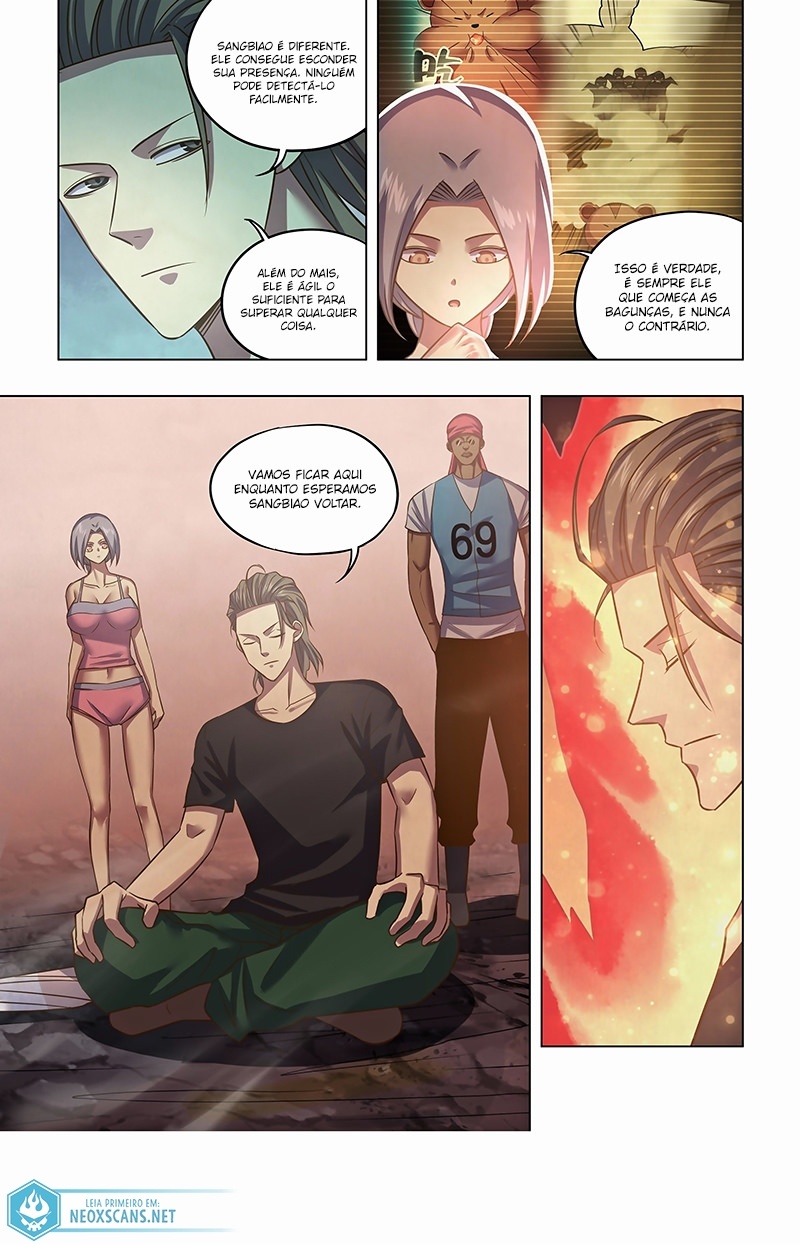 SANGBIAO É DIFERENTE.
ELE CONSEGUE ESCONDER
SUA PRESENÇA. NINGUÉM
PODE DETECTÁ-LO
FACILMENTE.
ALÉM DO MAIS,
ELE É ÁGIL O
SUFICIENTE PARA
SUPERAR QUALQUER
COISA.
吃
ISSO É VERDADE,
É SEMPRE ELE
QUE COMEÇA AS
BAGUNÇAS, E NUNCA
O CONTRÁRIO.
VAMOS FICAR AQUI
ENQUANTO ESPERAMOS
SANGBIAO VOLTAR.
69
LEIA PRIMEIRO EM:
NEOXSCANS.NET